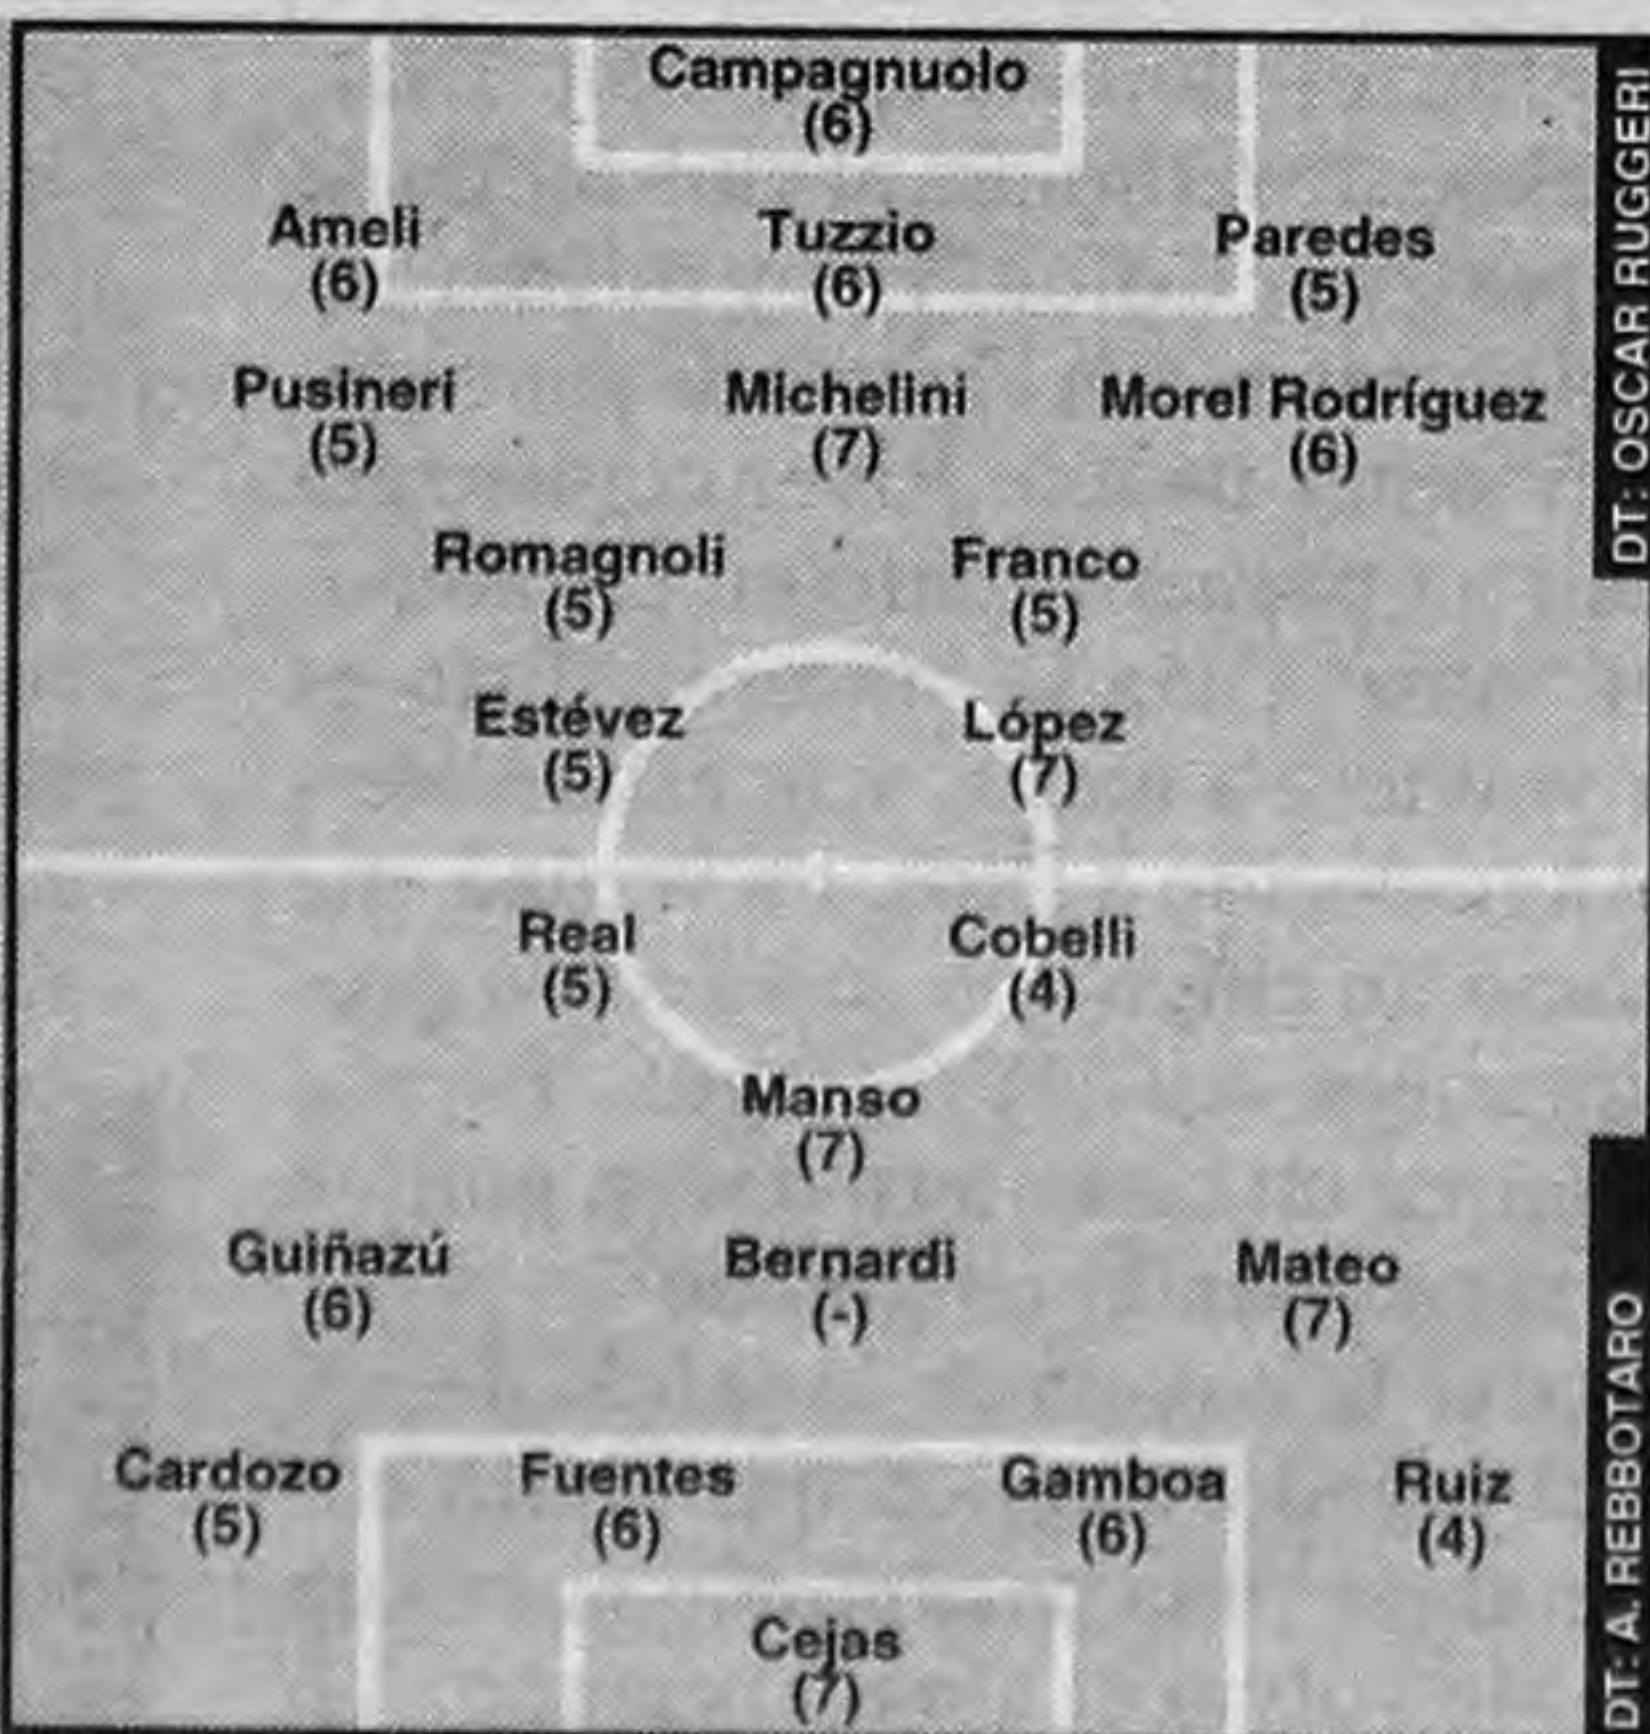 Campagnuolo
(6)
Ameli
(6)
Tuzzio
(6)
Paredes
(5)
Pusineri
(5)
Michelini
(7)
Morel Rodríguez
(6)
Romagnoli
(5)
Franco
(5)
Estévez
(5)
López
(7)
DT: OSCAR RUGGERI
Real
(5)
Cobelli
(4)
Manso
(7)
Guiñazú
(6)
Bernardi
(-)
Mateo
(7)
Cardozo
(5)
Fuentes
(6)
Gamboa
(6)
Ruiz
(4)
Cejas
(7)
DT: A. REBBOTARO